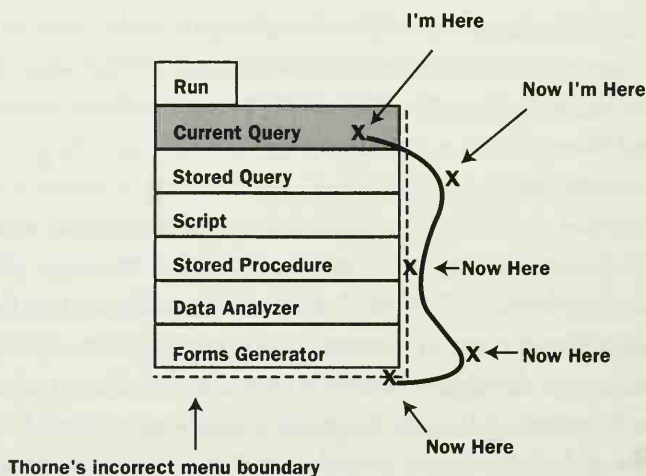 I'm Here
Run
Now I'm Here
Current Query X
X
Stored Query
Script
Stored Procedure X Now Here
Data Analyzer
Forms Generator X Now Here
X
Now Here
Thorne's incorrect menu boundary